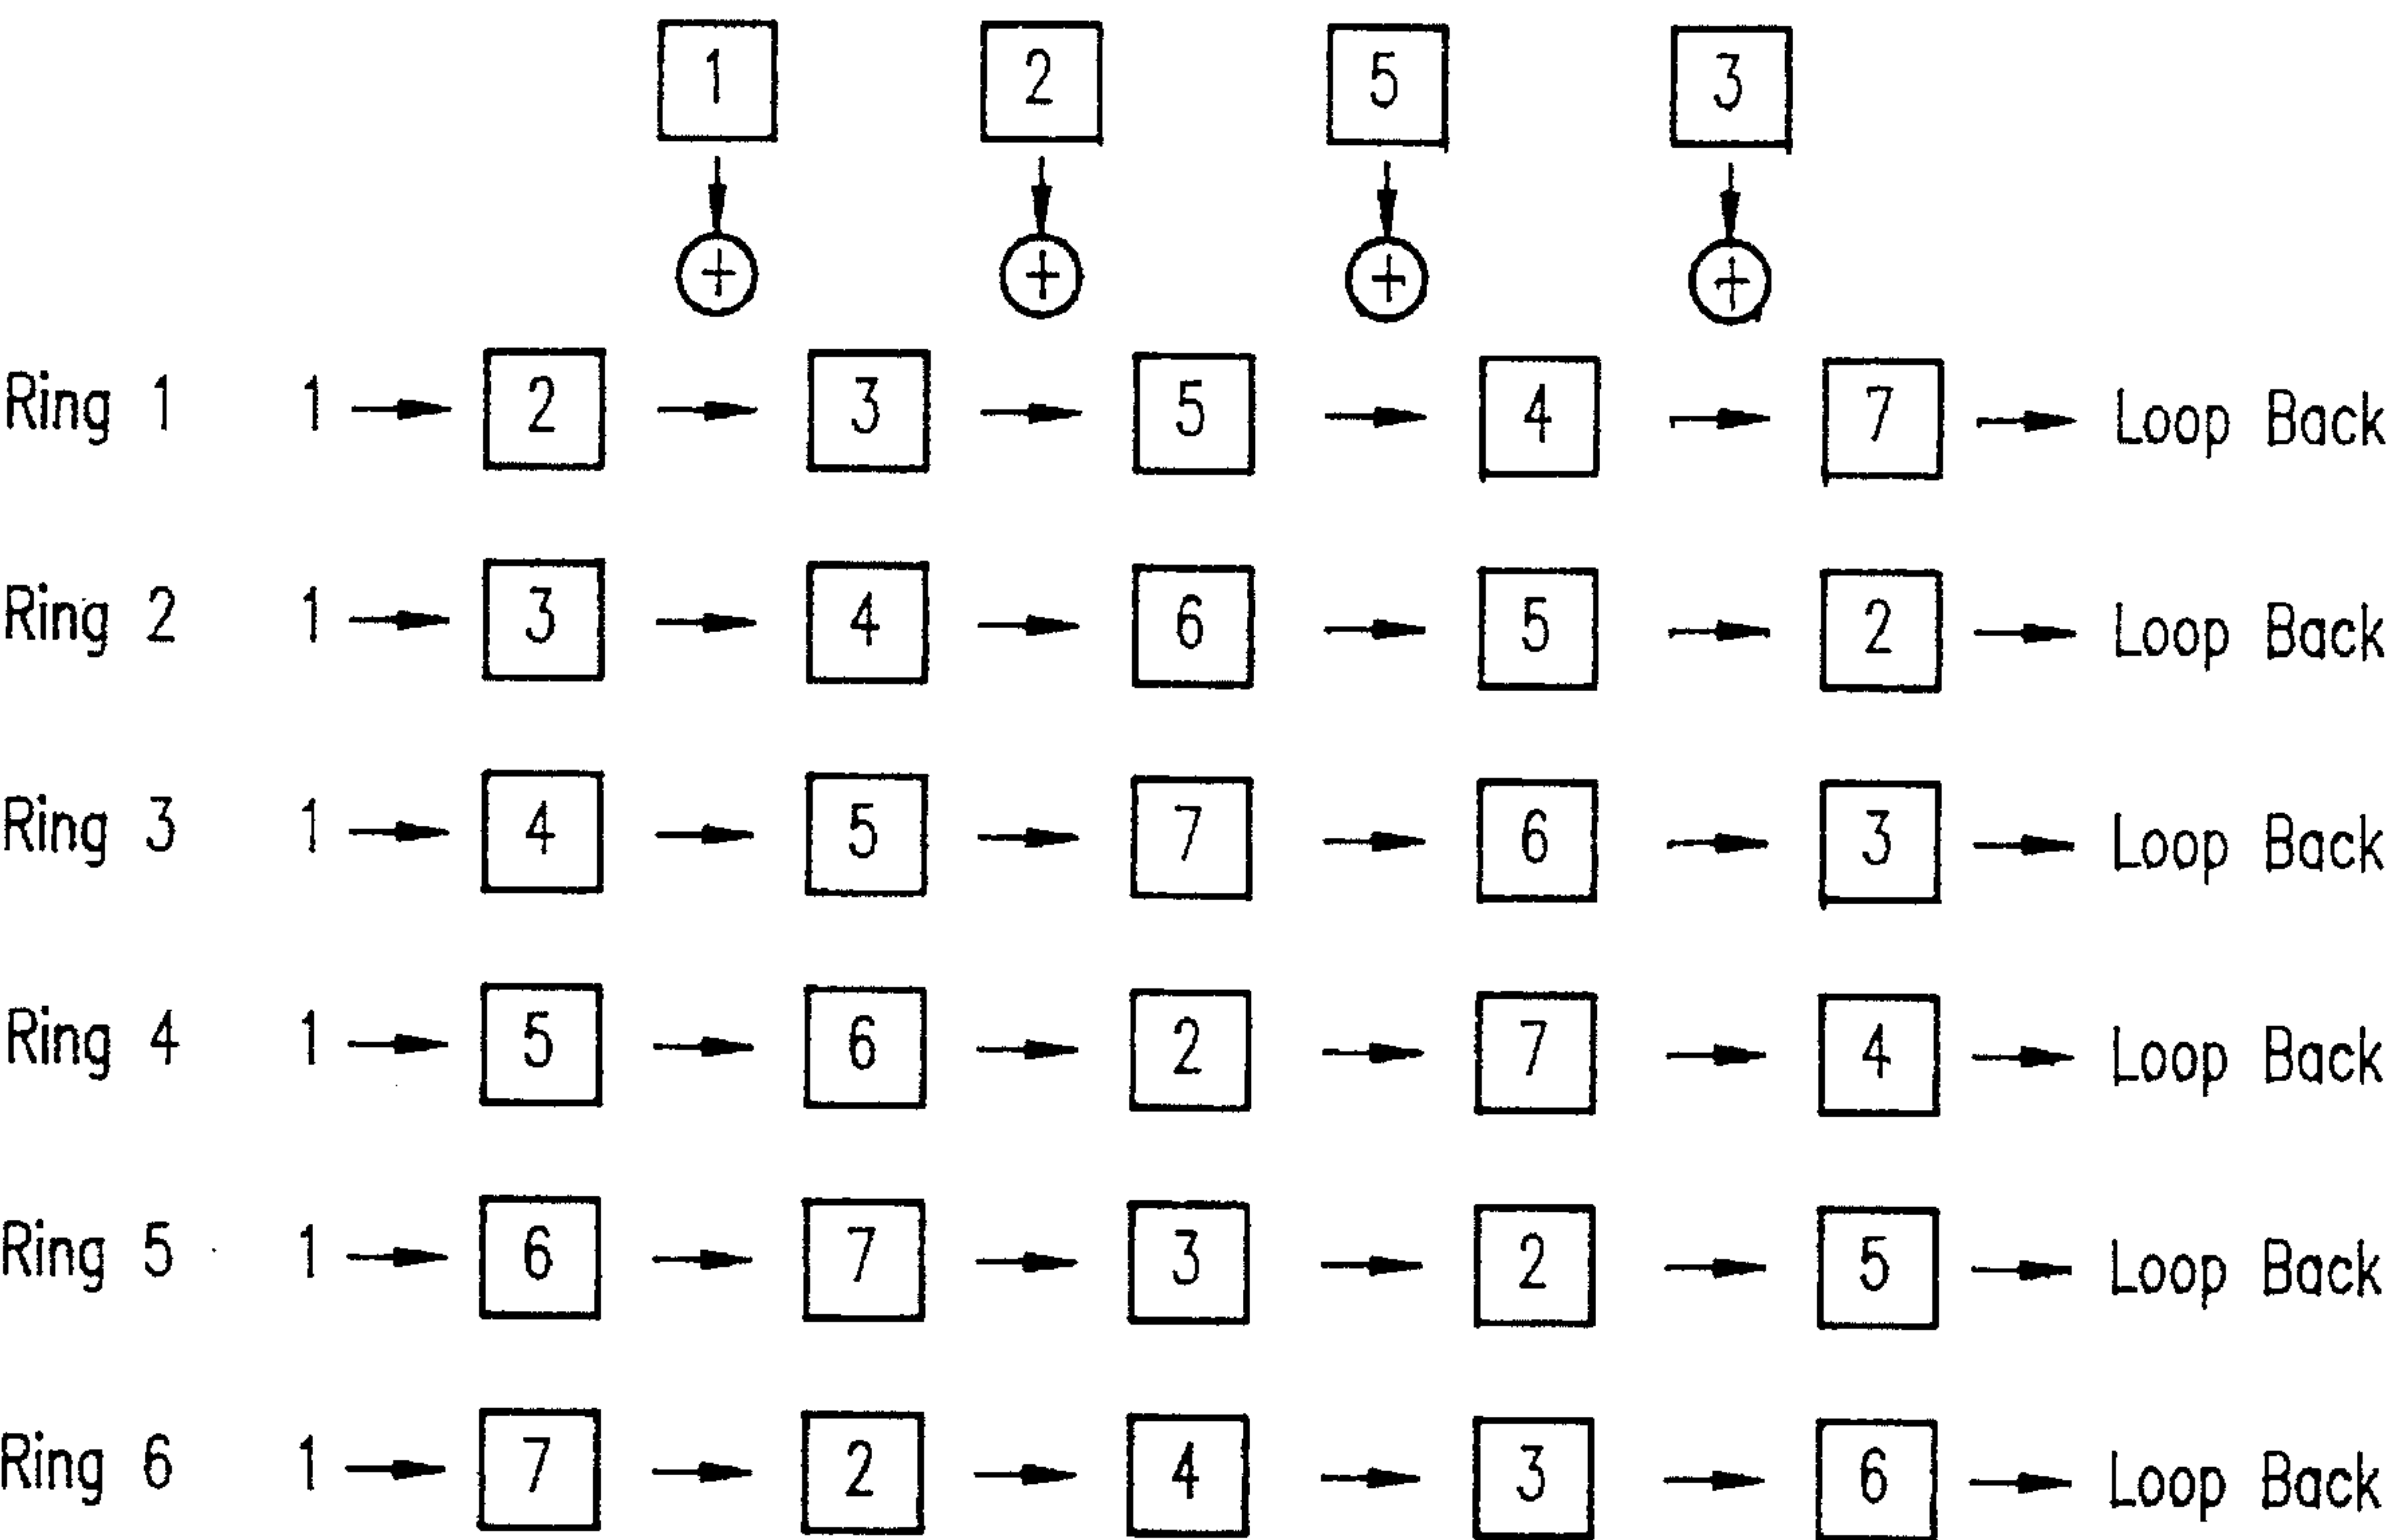 1 2 5 3
+ + + +
Ring 1 1 2 3 5 4 7 Loop Back
Ring 2 1 3 4 6 5 2 Loop Back
Ring 3 1 4 5 7 6 3 Loop Back
Ring 4 1 5 6 2 7 4 Loop Back
Ring 5 1 6 7 3 2 5 Loop Back
Ring 6 1 7 2 4 3 6 Loop Back